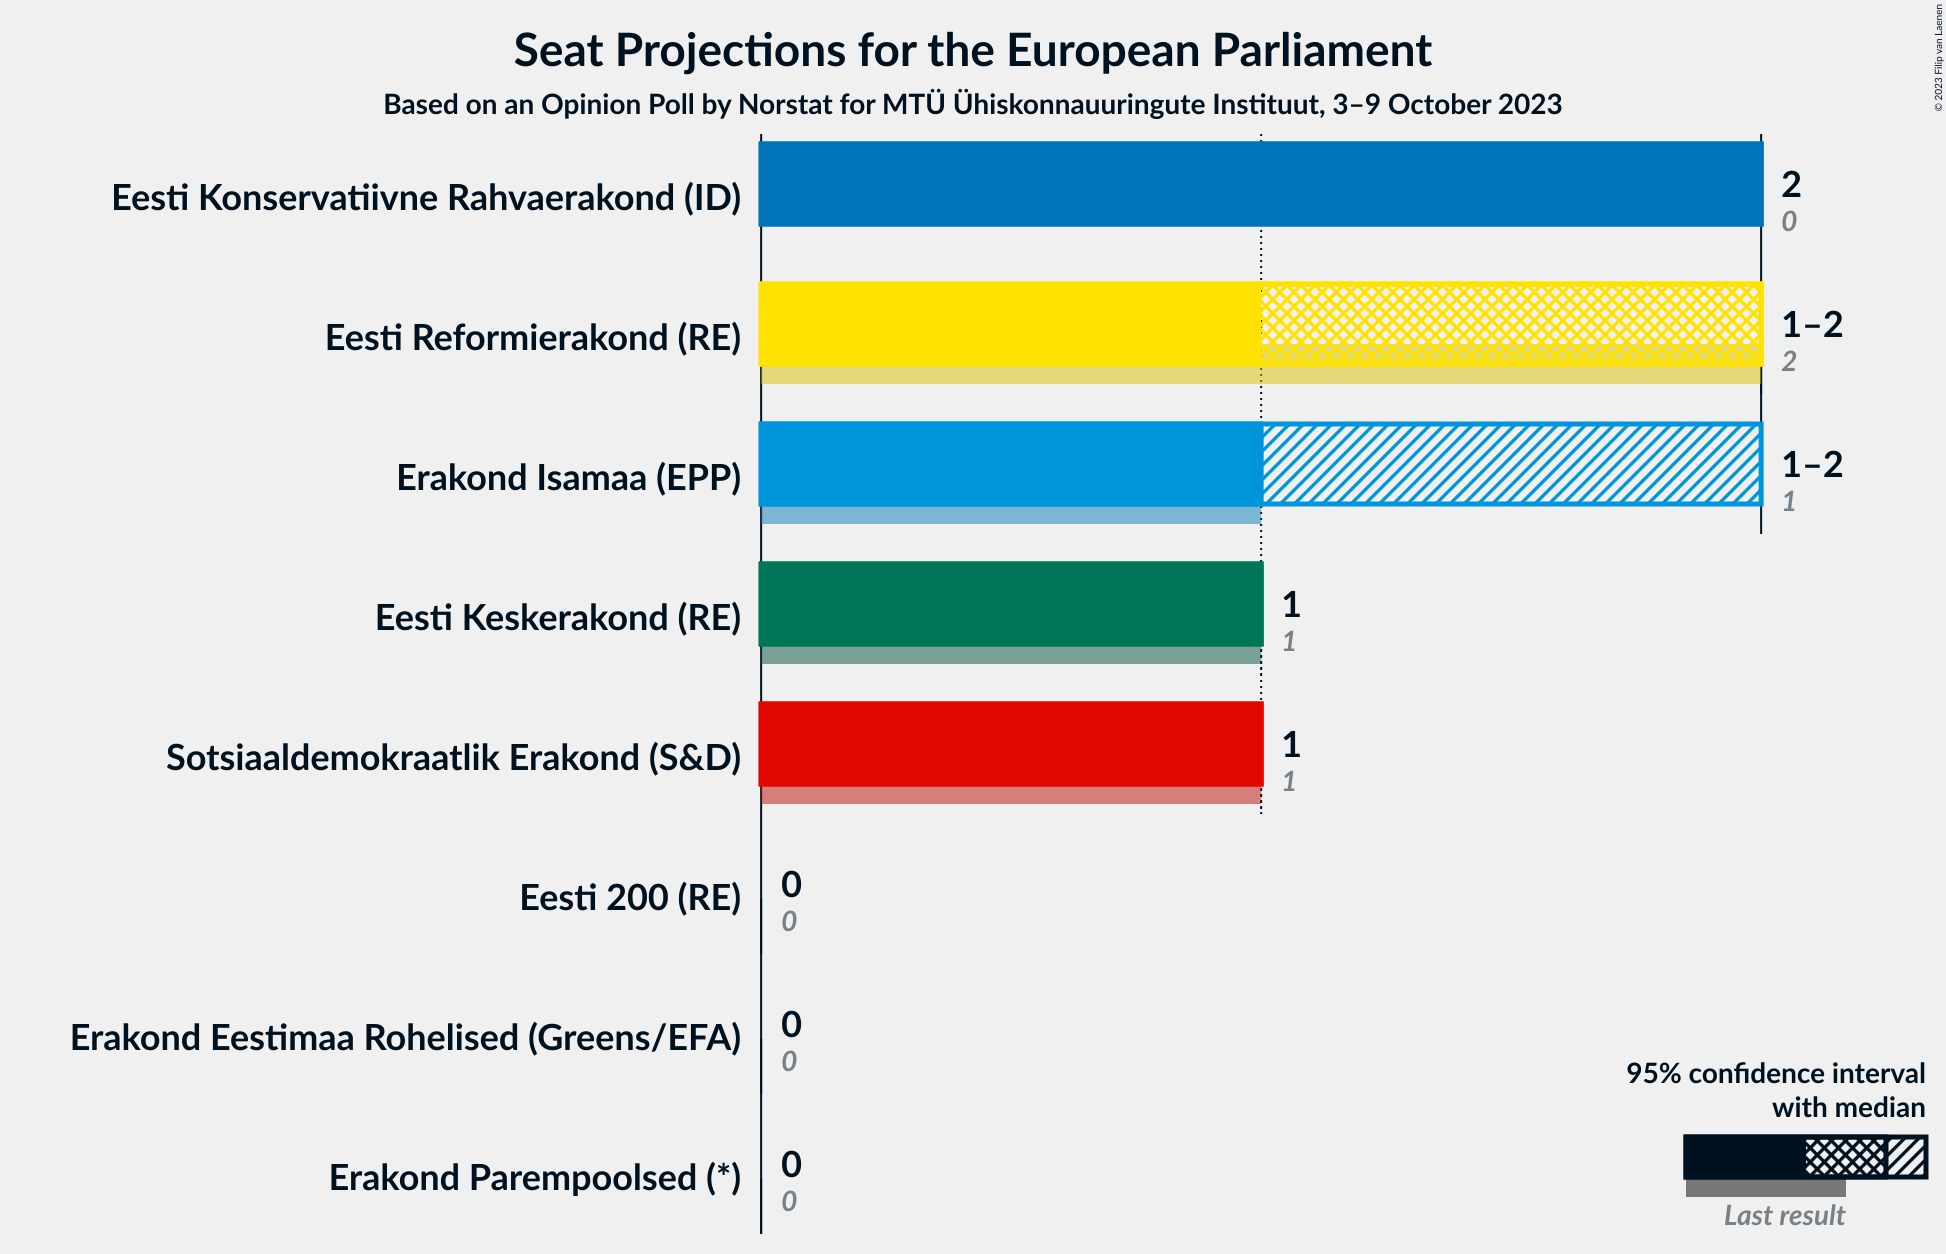 Seat Projections for the European Parliament
Based on an Opinion Poll by Norstat for MTÜ Ühiskonnauuringute Instituut, 3–9 October 2023
© 2023 Filip van Laenen
Eesti Konservatiivne Rahvaerakond (ID)
2
0
Eesti Reformierakond (RE)
1–2
2
Erakond Isamaa (EPP)
1–2
1
Eesti Keskerakond (RE)
1
1
Sotsiaaldemokraatlik Erakond (S&D)
1
1
Eesti 200 (RE)
0
0
Erakond Eestimaa Rohelised (Greens/EFA)
0
0
Erakond Parempoolsed (*)
0
0
95% confidence interval
with median
Last result